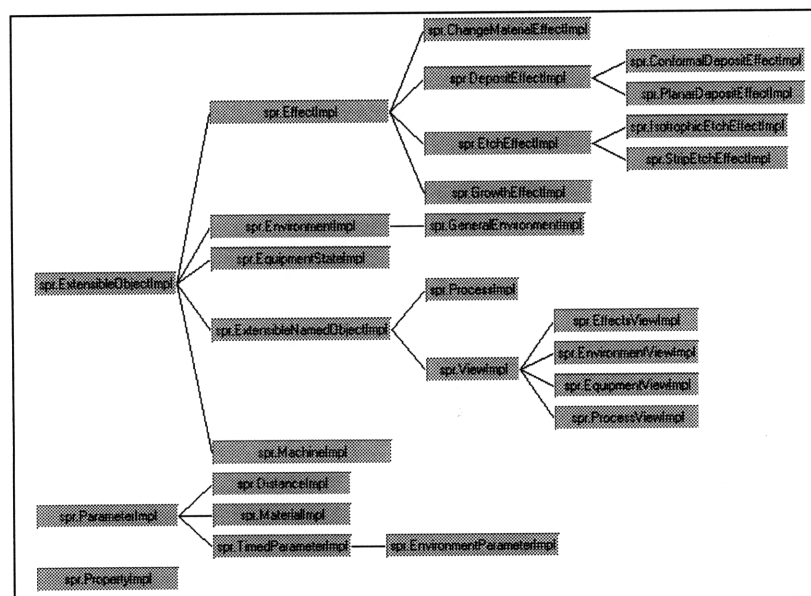 spr.ChangeMaterialEffectImpl
spr.ConformalDepositEffectImpl
spr.DepositEffectImpl
spr.PlanarDepositEffectImpl
spr.EffectImpl
spr.IsotrophicEtchEffectImpl
spr.EtchEffectImpl
spr.StripEtchEffectImpl
spr.GrowthEffectImpl
spr.EnvironmentImpl
spr.GeneralEnvironmentImpl
spr.EquipmentStateImpl
spr.ExtensibleObjectImpl
spr.ProcessImpl
spr.EffectsViewImpl
spr.ExtensibleNamedObjectImpl
spr.EnvironmentViewImpl
spr.ViewImpl
spr.EquipmentViewImpl
spr.ProcessViewImpl
spr.MachineImpl
spr.DistanceImpl
spr.ParameterImpl
spr.MaterialImpl
spr.TimedParameterImpl
spr.EnvironmentParameterImpl
spr.PropertyImpl